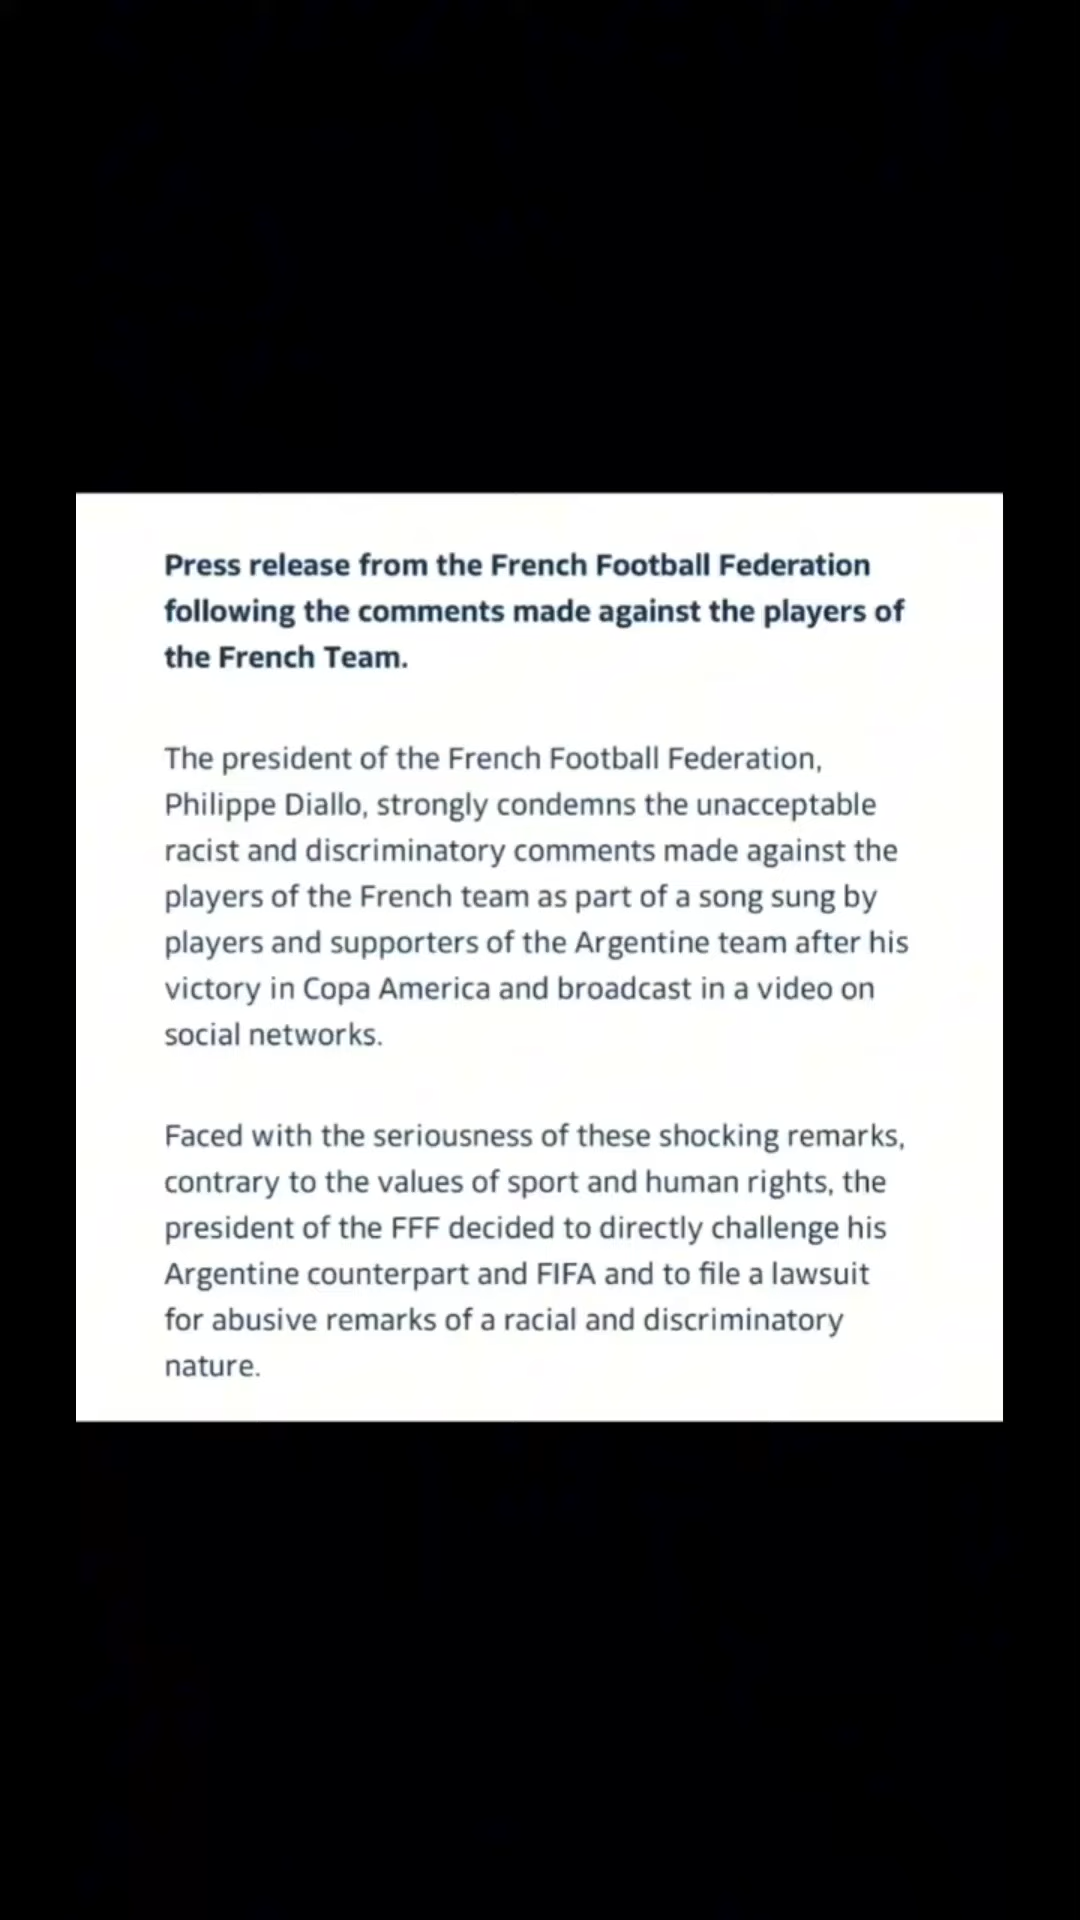 Press release from the French Football Federation
following the comments made against the players of
the French Team.
The president of the French Football Federation,
Philippe Diallo, strongly condemns the unacceptable
racist and discriminatory comments made against the
players of the French team as part of a song sung by
players and supporters of the Argentine team after his
victory in Copa America and broadcast in a video on
social networks.
Faced with the seriousness of these shocking remarks,
contrary to the values of sport and human rights, the
president of the FFF decided to directly challenge his
Argentine counterpart and FIFA and to file a lawsuit
for abusive remarks of a racial and discriminatory
nature.